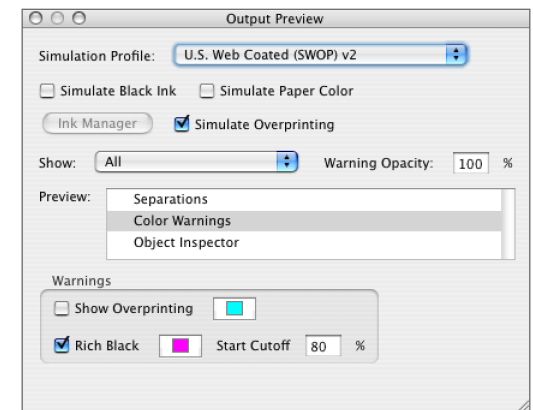 Output Preview
Simulation Profile: U.S. Web Coated (SWOP) v2
Simulate Black Ink Simulate Paper Color
Ink Manager Simulate Overprinting
Show: All Warning Opacity: 100 %
Preview: Separations
Color Warnings
Object Inspector
Warnings
Show Overprinting
Rich Black Start Cutoff 80 %